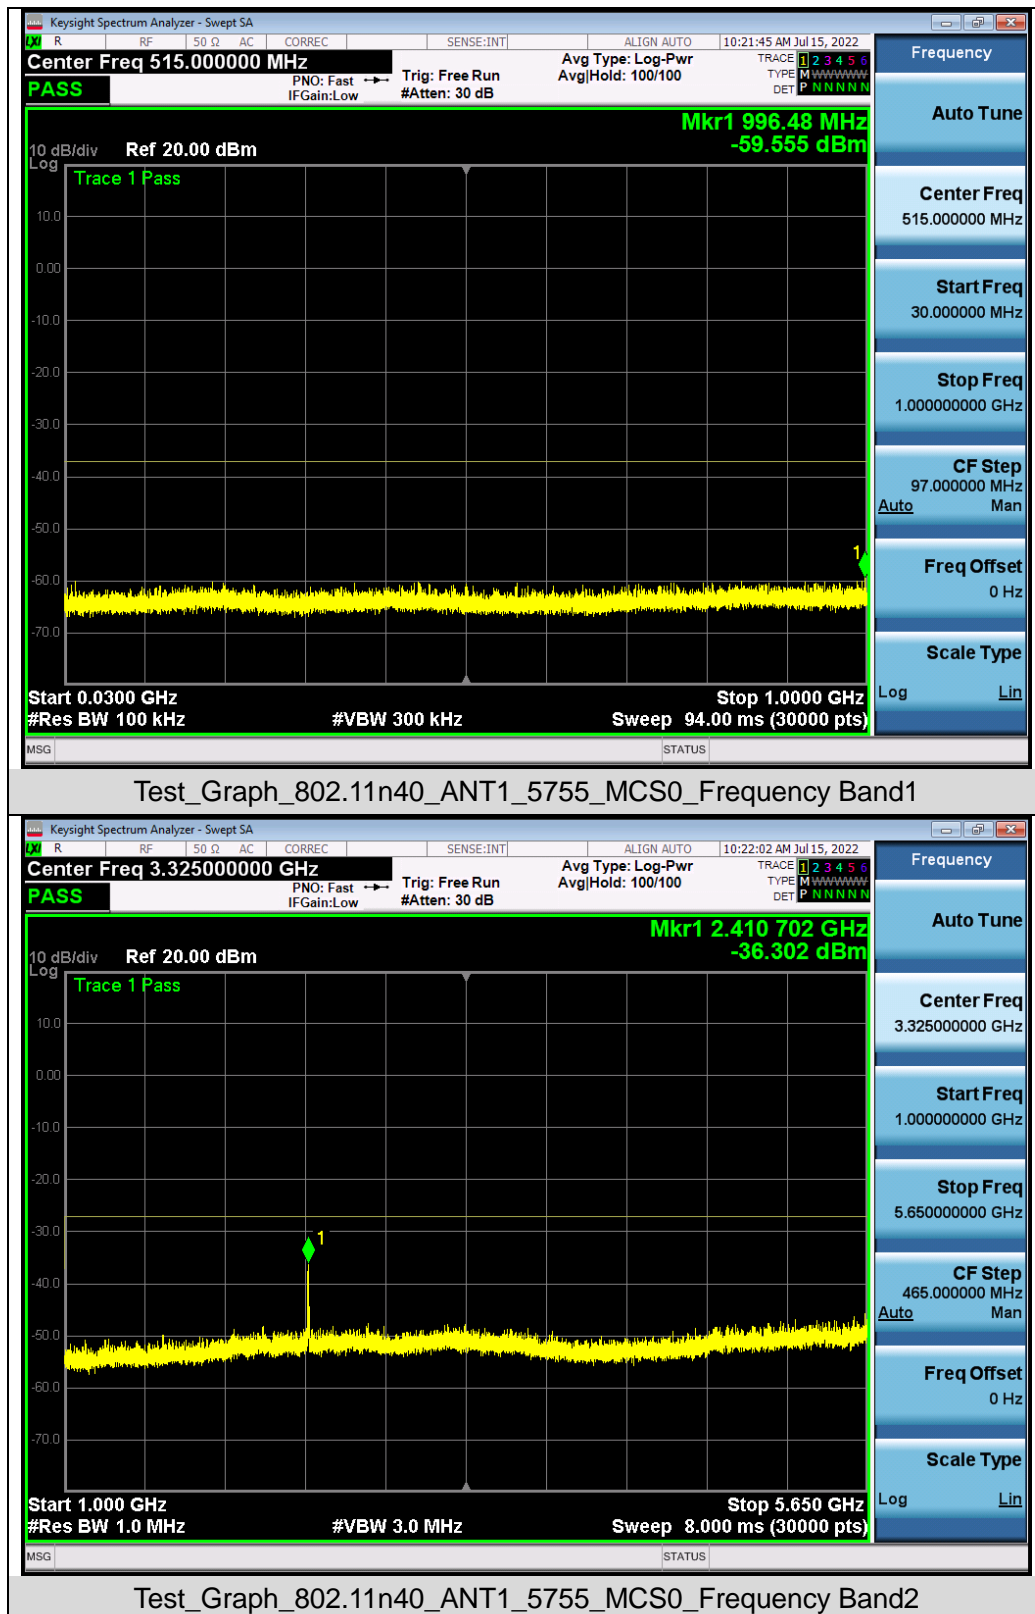 Keysight Spectrum Analyzer - Swept SA
LXI R RF 50 Ω AC CORREC SENSE:INT ALIGN AUTO 10:21:45 AM Jul 15, 2022
Center Freq 515.000000 MHz
PASS
PNO: Fast
IFGain:Low
Trig: Free Run
#Atten: 30 dB
Avg Type: Log-Pwr
Avg|Hold: 100/100
TRACE 1 2 3 4 5 6
TYPE M WWWWW
DET P N N N N N
Mkr1 996.48 MHz
-59.555 dBm
10 dB/div Ref 20.00 dBm
Log
Trace 1 Pass
10.0
0.00
-10.0
-20.0
-30.0
-40.0
-50.0
1
-60.0
-70.0
Start 0.0300 GHz Stop 1.0000 GHz
#Res BW 100 kHz #VBW 300 kHz Sweep 94.00 ms (30000 pts)
MSG STATUS
Frequency
Auto Tune
Center Freq
515.000000 MHz
Start Freq
30.000000 MHz
Stop Freq
1.000000000 GHz
CF Step
97.000000 MHz
Auto Man
Freq Offset
0 Hz
Scale Type
Log Lin
Test_Graph_802.11n40_ANT1_5755_MCS0_Frequency Band1
Keysight Spectrum Analyzer - Swept SA
LXI R RF 50 Ω AC CORREC SENSE:INT ALIGN AUTO 10:22:02 AM Jul 15, 2022
Center Freq 3.325000000 GHz
PASS
PNO: Fast
IFGain:Low
Trig: Free Run
#Atten: 30 dB
Avg Type: Log-Pwr
Avg|Hold: 100/100
TRACE 1 2 3 4 5 6
TYPE M WWWWW
DET P N N N N N
Mkr1 2.410 702 GHz
-36.302 dBm
10 dB/div Ref 20.00 dBm
Log
Trace 1 Pass
10.0
0.00
-10.0
-20.0
-30.0
1
-40.0
-50.0
-60.0
-70.0
Start 1.000 GHz Stop 5.650 GHz
#Res BW 1.0 MHz #VBW 3.0 MHz Sweep 8.000 ms (30000 pts)
MSG STATUS
Frequency
Auto Tune
Center Freq
3.325000000 GHz
Start Freq
1.000000000 GHz
Stop Freq
5.650000000 GHz
CF Step
465.000000 MHz
Auto Man
Freq Offset
0 Hz
Scale Type
Log Lin
Test_Graph_802.11n40_ANT1_5755_MCS0_Frequency Band2